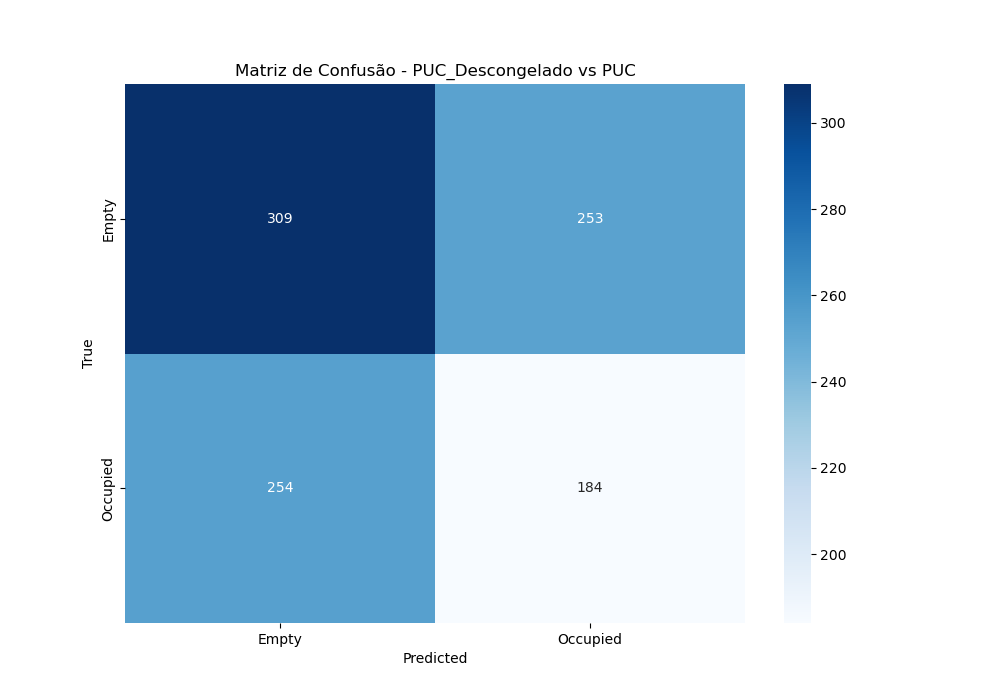 Matriz de Confusão - PUC_Descongelado vs PUC
Empty
309
253
300
280
260
240
220
200
True
Occupied
254
184
Empty
Occupied
Predicted